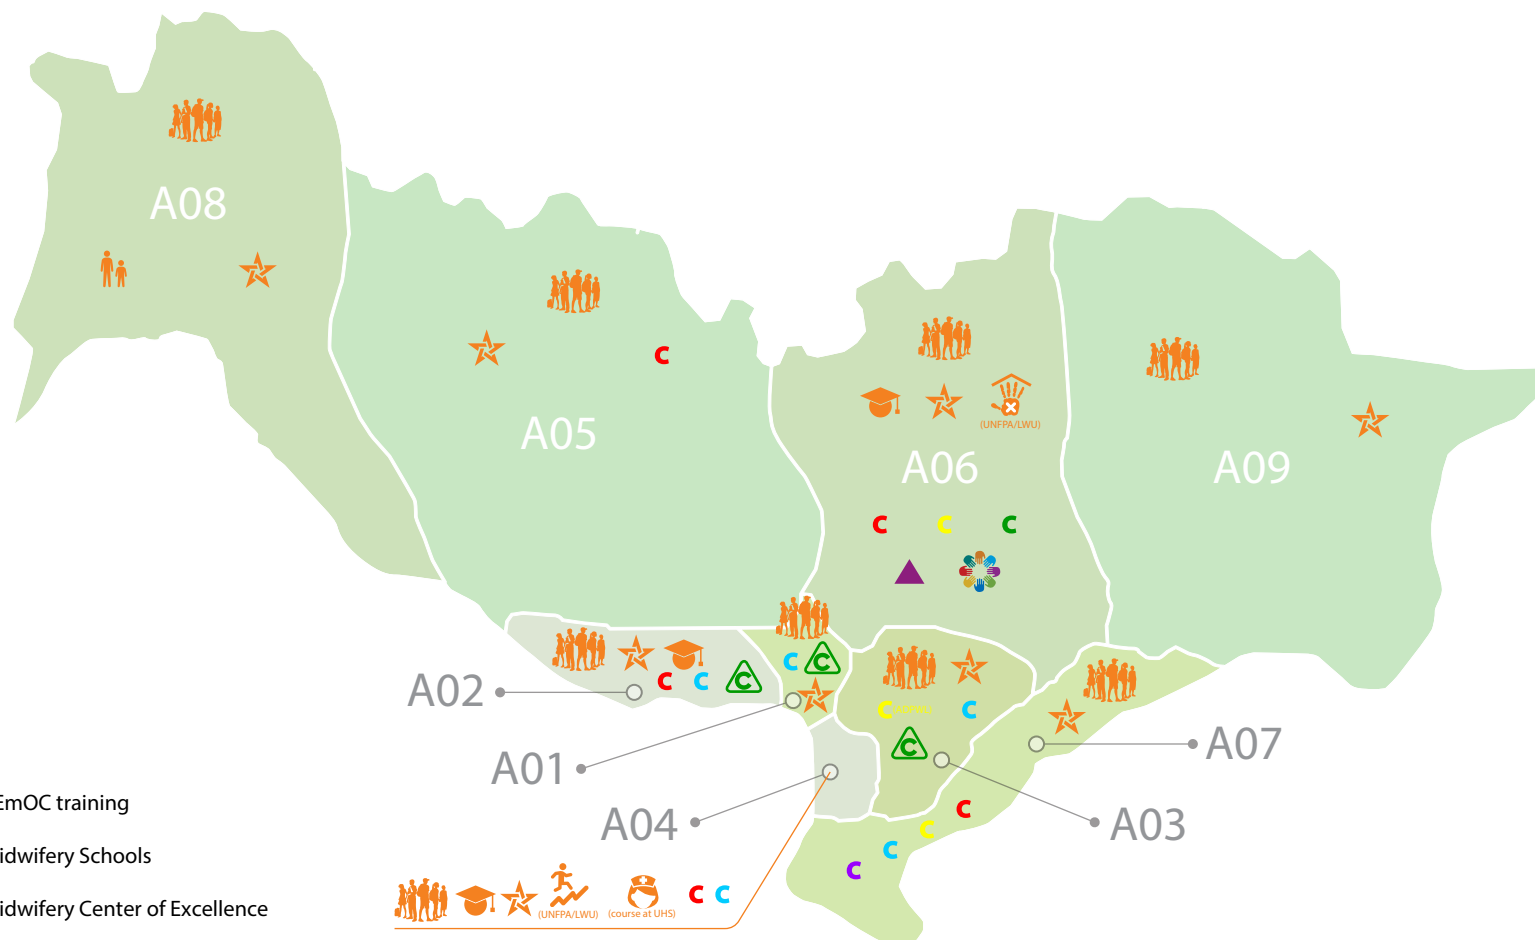 A08
A05
(UNFPA/LWU)
A06
A09
A02
A01
A07
A04
A03
EmOC training
idwifery Schools
idwifery Center of Excellence
(UNFPA/LWU)
(course at UHS)